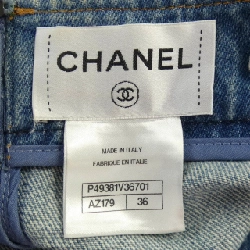 CHANEL
MADE IN ITALY
FABRIQUE EN ITALIE
P49381V36701
AZ179 36